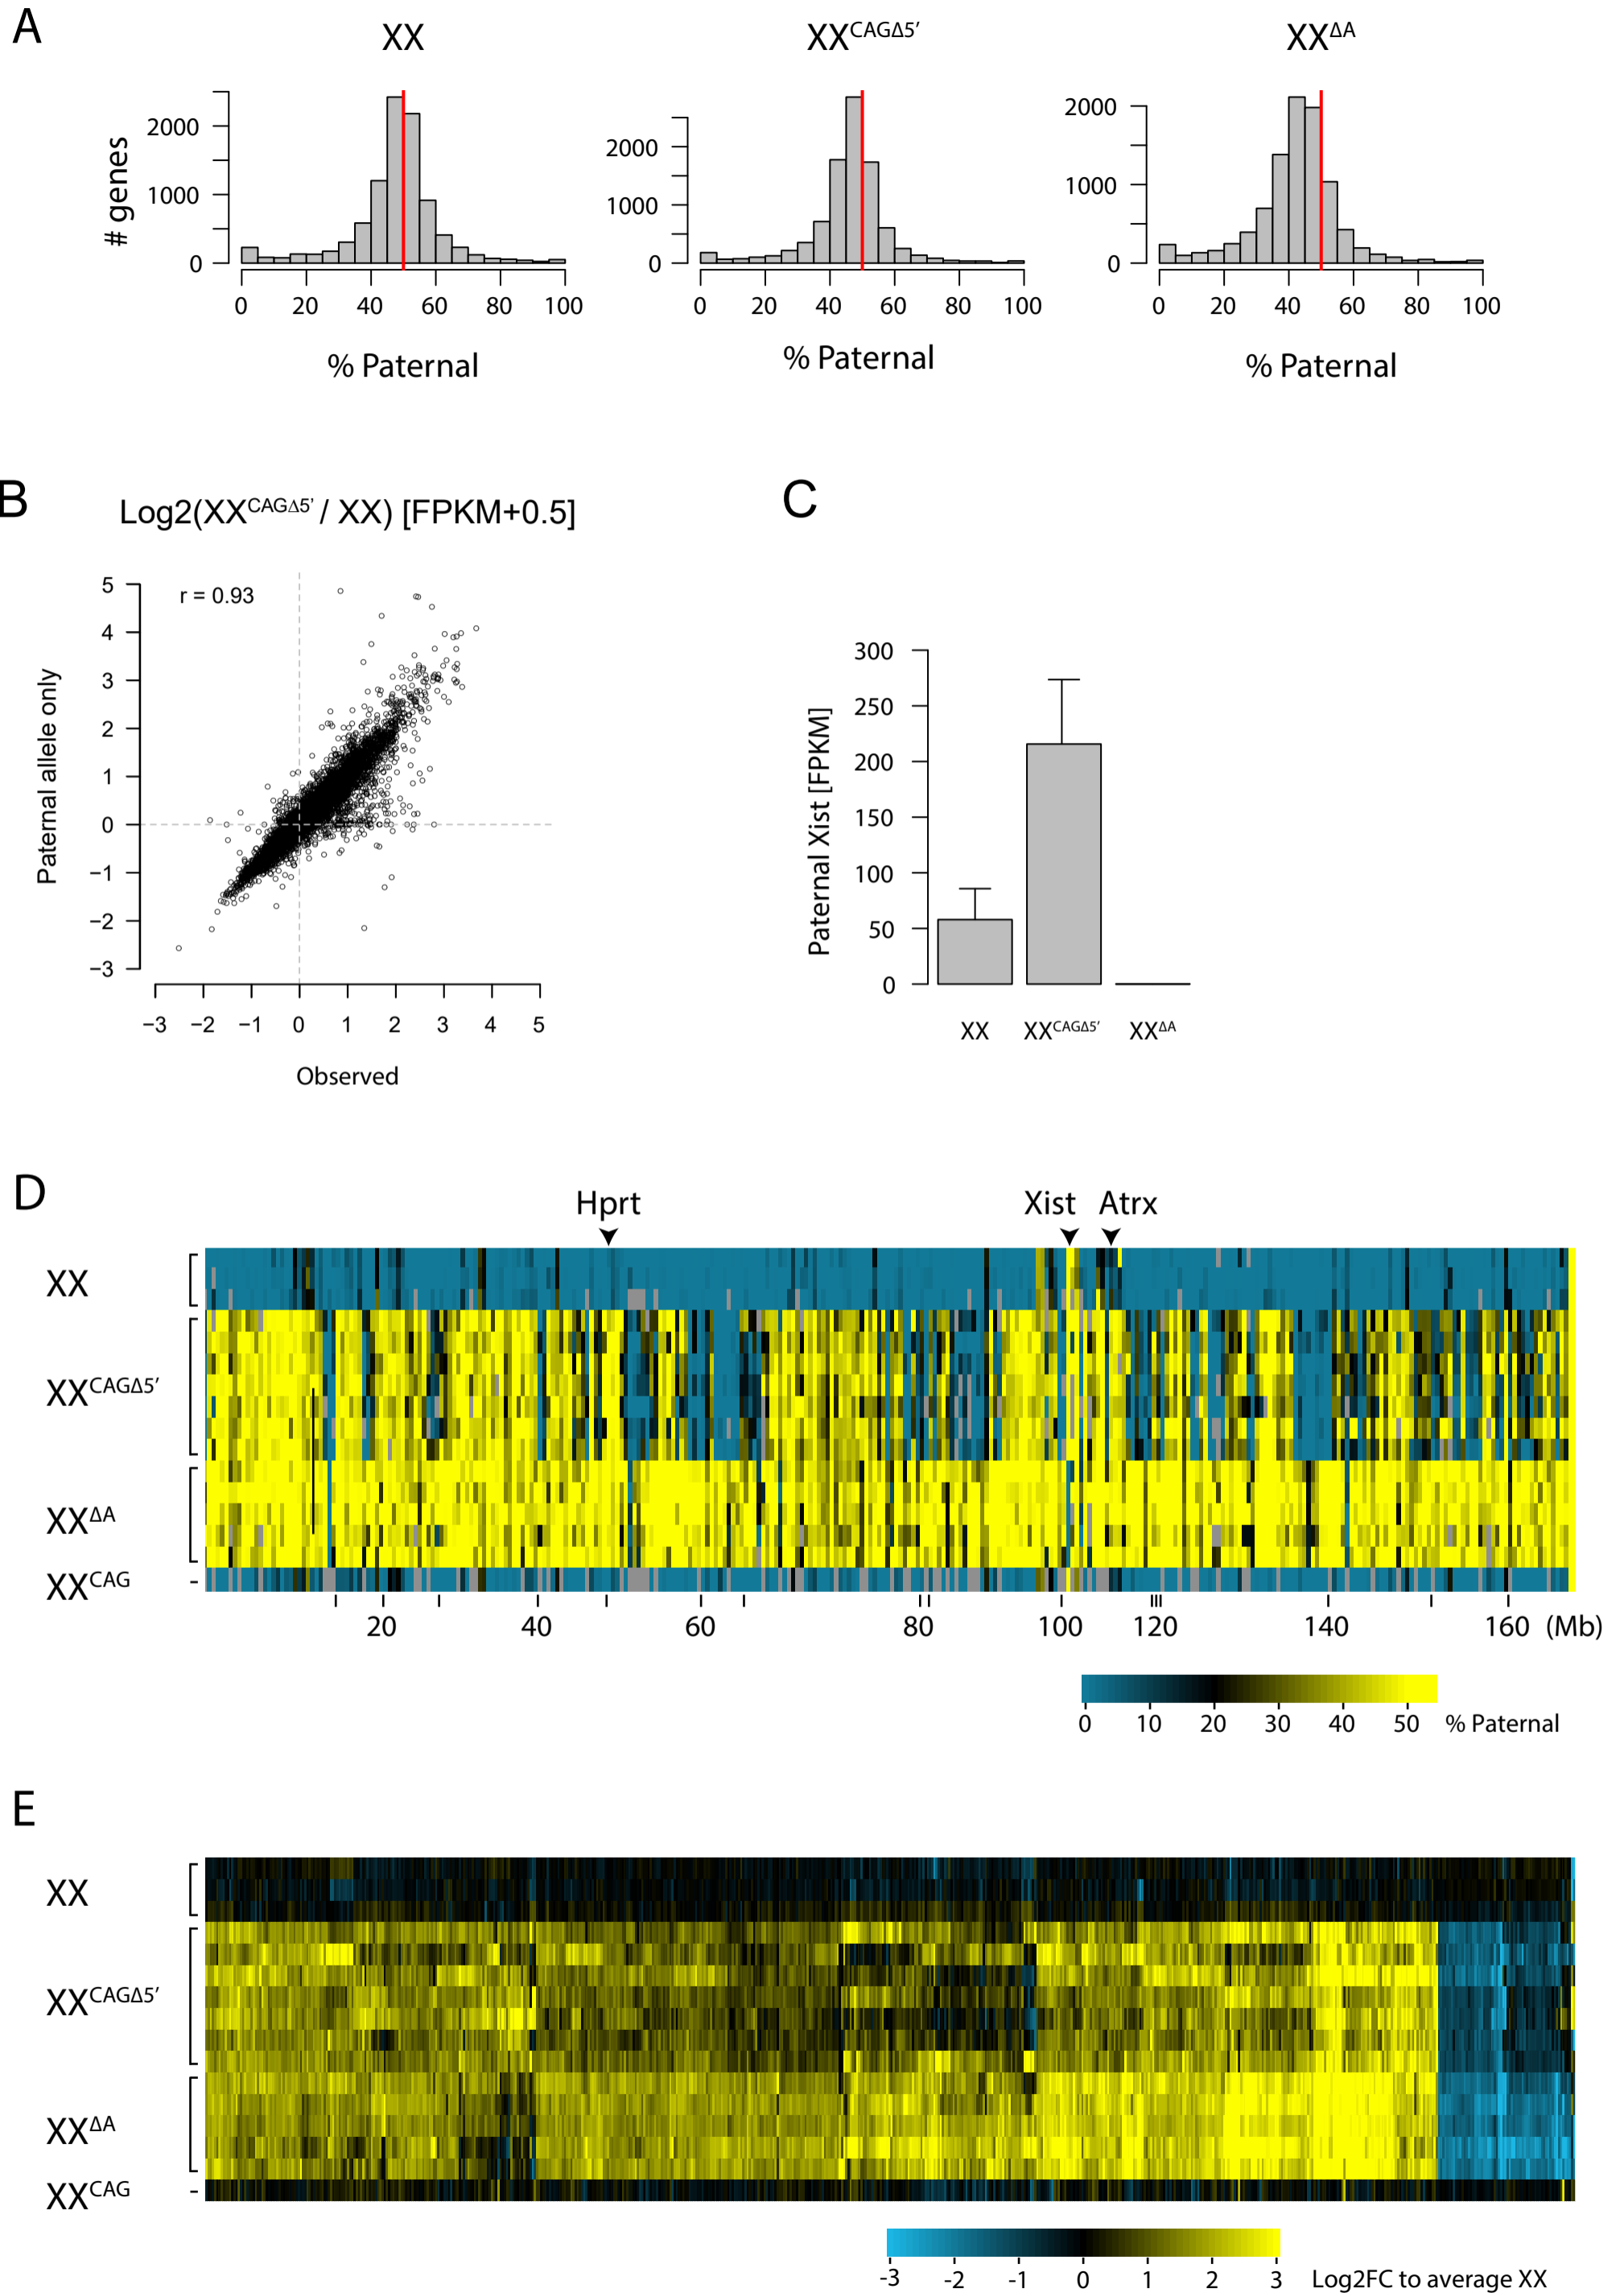 A
XX XX^CAGΔ5′ XX^ΔA
# genes
2000
1000
0
2000
1000
0
2000
1000
0
0 20 40 60 80 100
0 20 40 60 80 100
0 20 40 60 80 100
% Paternal % Paternal % Paternal
B
Log2(XX^CAGΔ5' / XX) [FPKM+0.5]
r = 0.93
Paternal allele only
5
4
3
2
1
0
−1
−2
−3
−3 −2 −1 0 1 2 3 4 5
Observed
C
Paternal Xist [FPKM]
300
250
200
150
100
50
0
XX XX^CAGΔ5′ XX^ΔA
D
Hprt Xist Atrx
XX
XX^CAGΔ5′
XX^ΔA
XX^CAG
20 40 60 80 100 120 140 160 (Mb)
0 10 20 30 40 50 % Paternal
E
XX
XX^CAGΔ5′
XX^ΔA
XX^CAG
-3 -2 -1 0 1 2 3 Log2FC to average XX